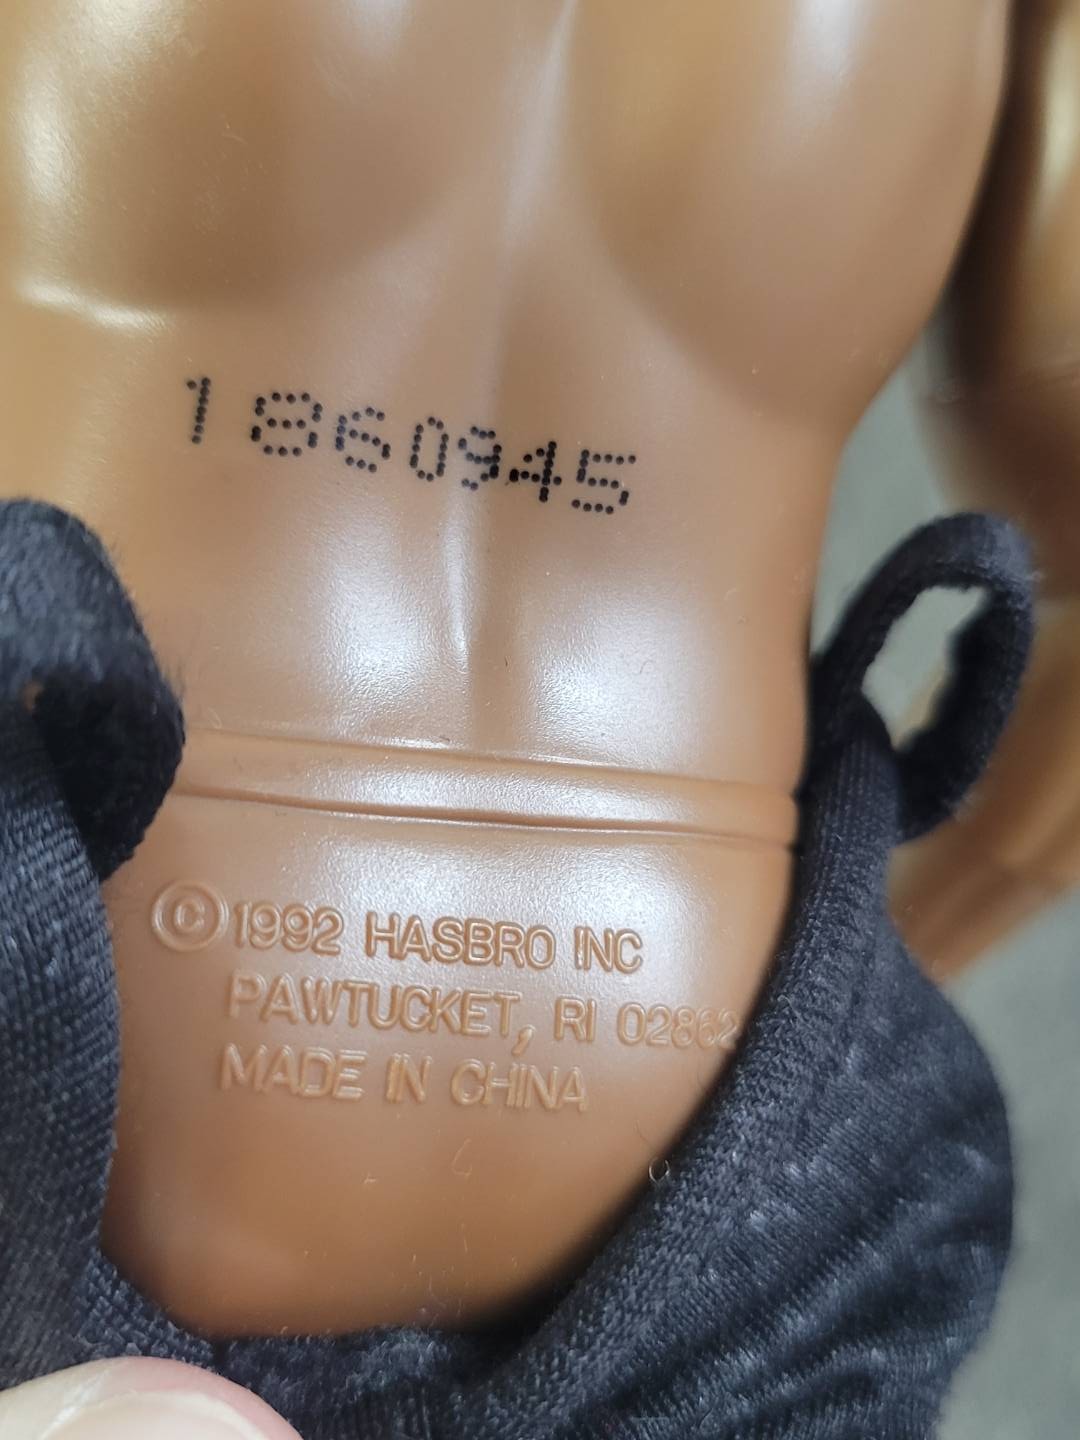 1860945
©1992 HASBRO INC
PAWTUCKET, RI 02862
MADE IN CHINA